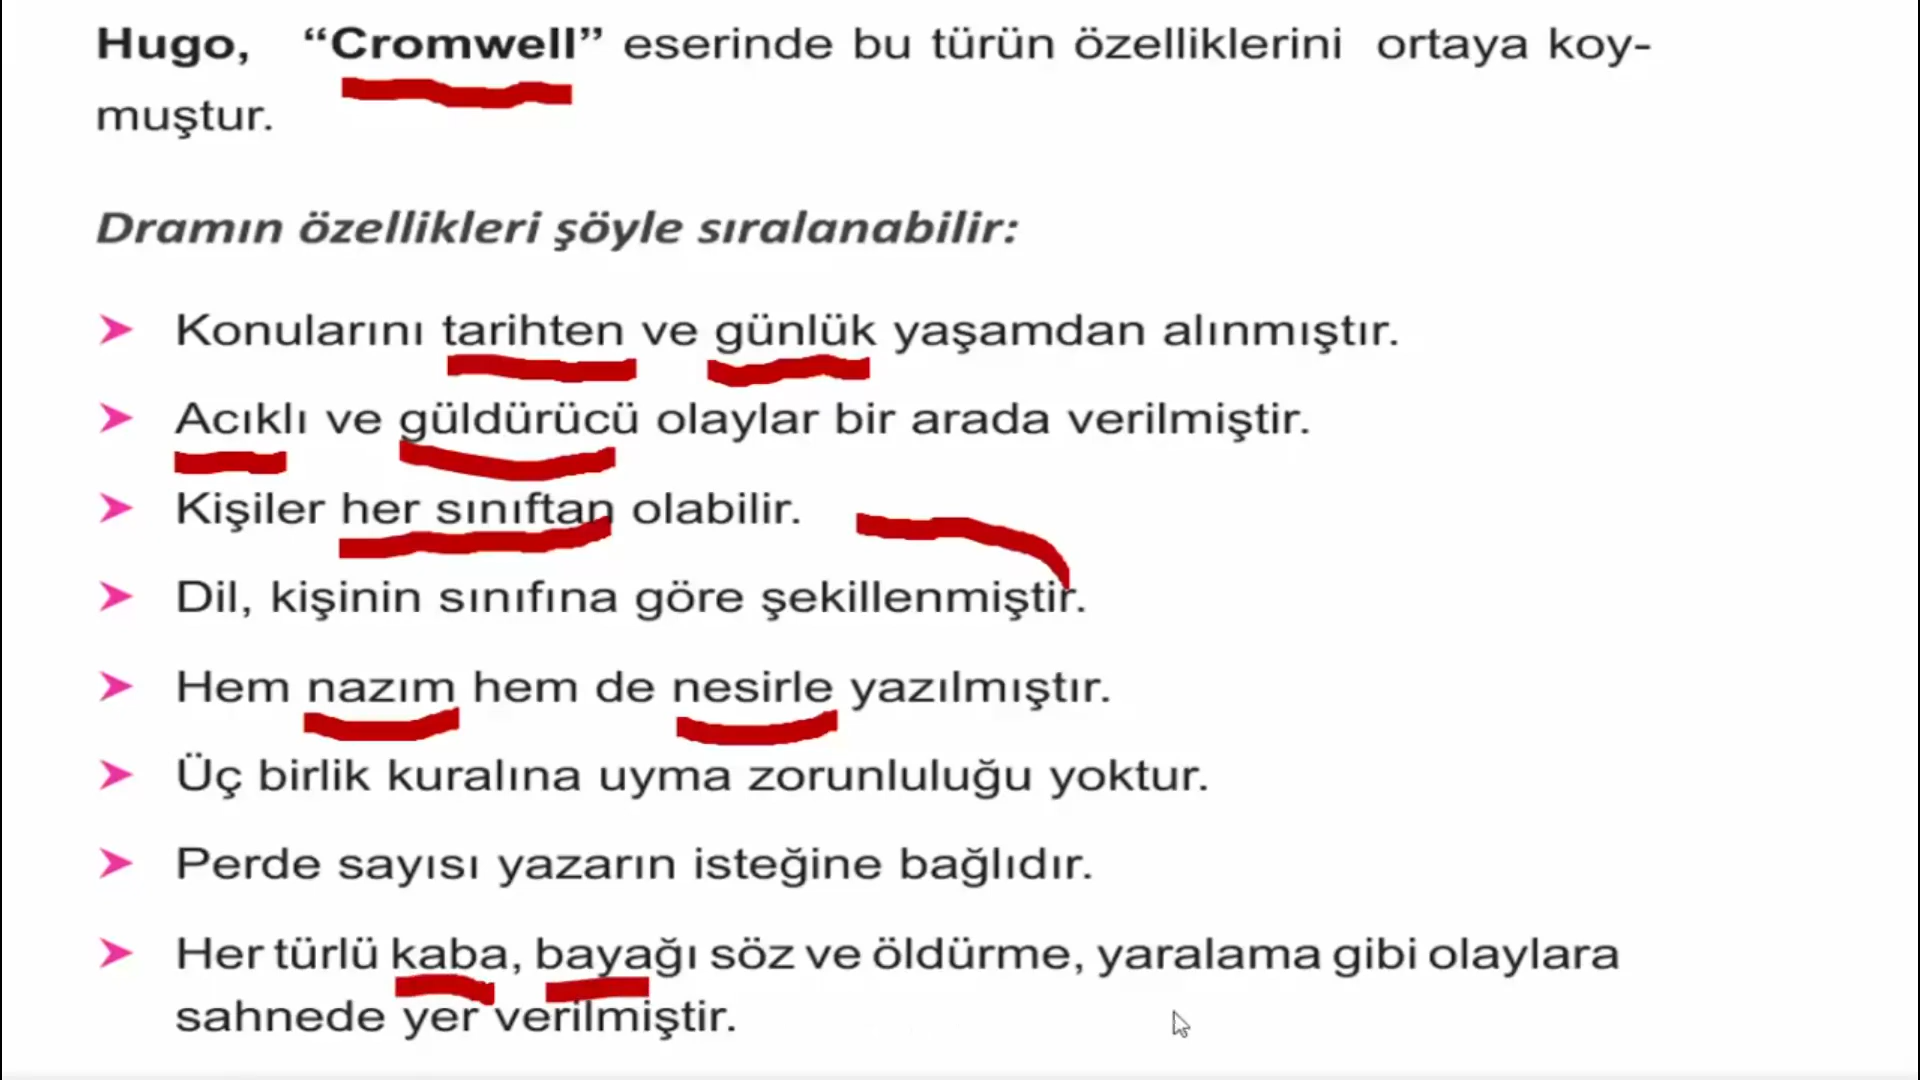 Hugo, “Cromwell” eserinde bu türün özelliklerini ortaya koy-
muştur.
Dramın özellikleri şöyle sıralanabilir:
➤ Konularını tarihten ve günlük yaşamdan alınmıştır.
➤ Acıklı ve güldürücü olaylar bir arada verilmiştir.
➤ Kişiler her sınıftan olabilir.
➤ Dil, kişinin sınıfına göre şekillenmiştir.
➤ Hem nazım hem de nesirle yazılmıştır.
➤ Üç birlik kuralına uyma zorunluluğu yoktur.
➤ Perde sayısı yazarın isteğine bağlıdır.
➤ Her türlü kaba, bayağı söz ve öldürme, yaralama gibi olaylara
sahnede yer verilmiştir.